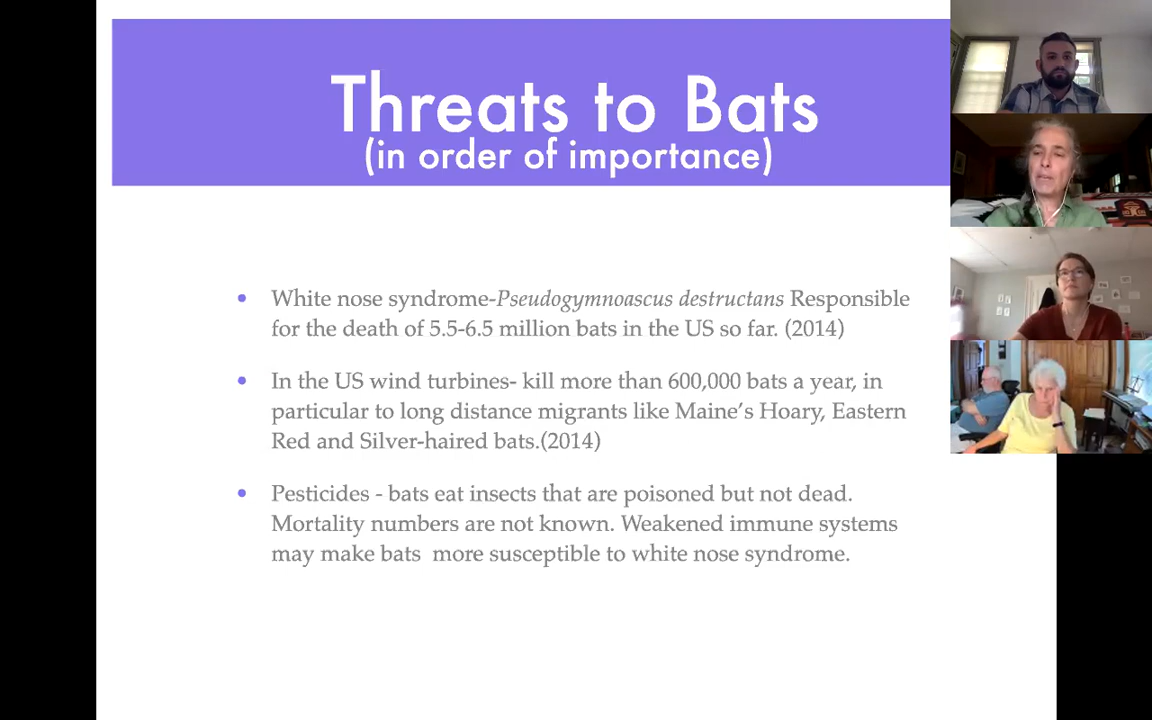 Threats to Bats
(in order of importance)
• White nose syndrome-Pseudogymnoascus destructans Responsible
for the death of 5.5-6.5 million bats in the US so far. (2014)
• In the US wind turbines- kill more than 600,000 bats a year, in
particular to long distance migrants like Maine's Hoary, Eastern
Red and Silver-haired bats.(2014)
• Pesticides - bats eat insects that are poisoned but not dead.
Mortality numbers are not known. Weakened immune systems
may make bats  more susceptible to white nose syndrome.